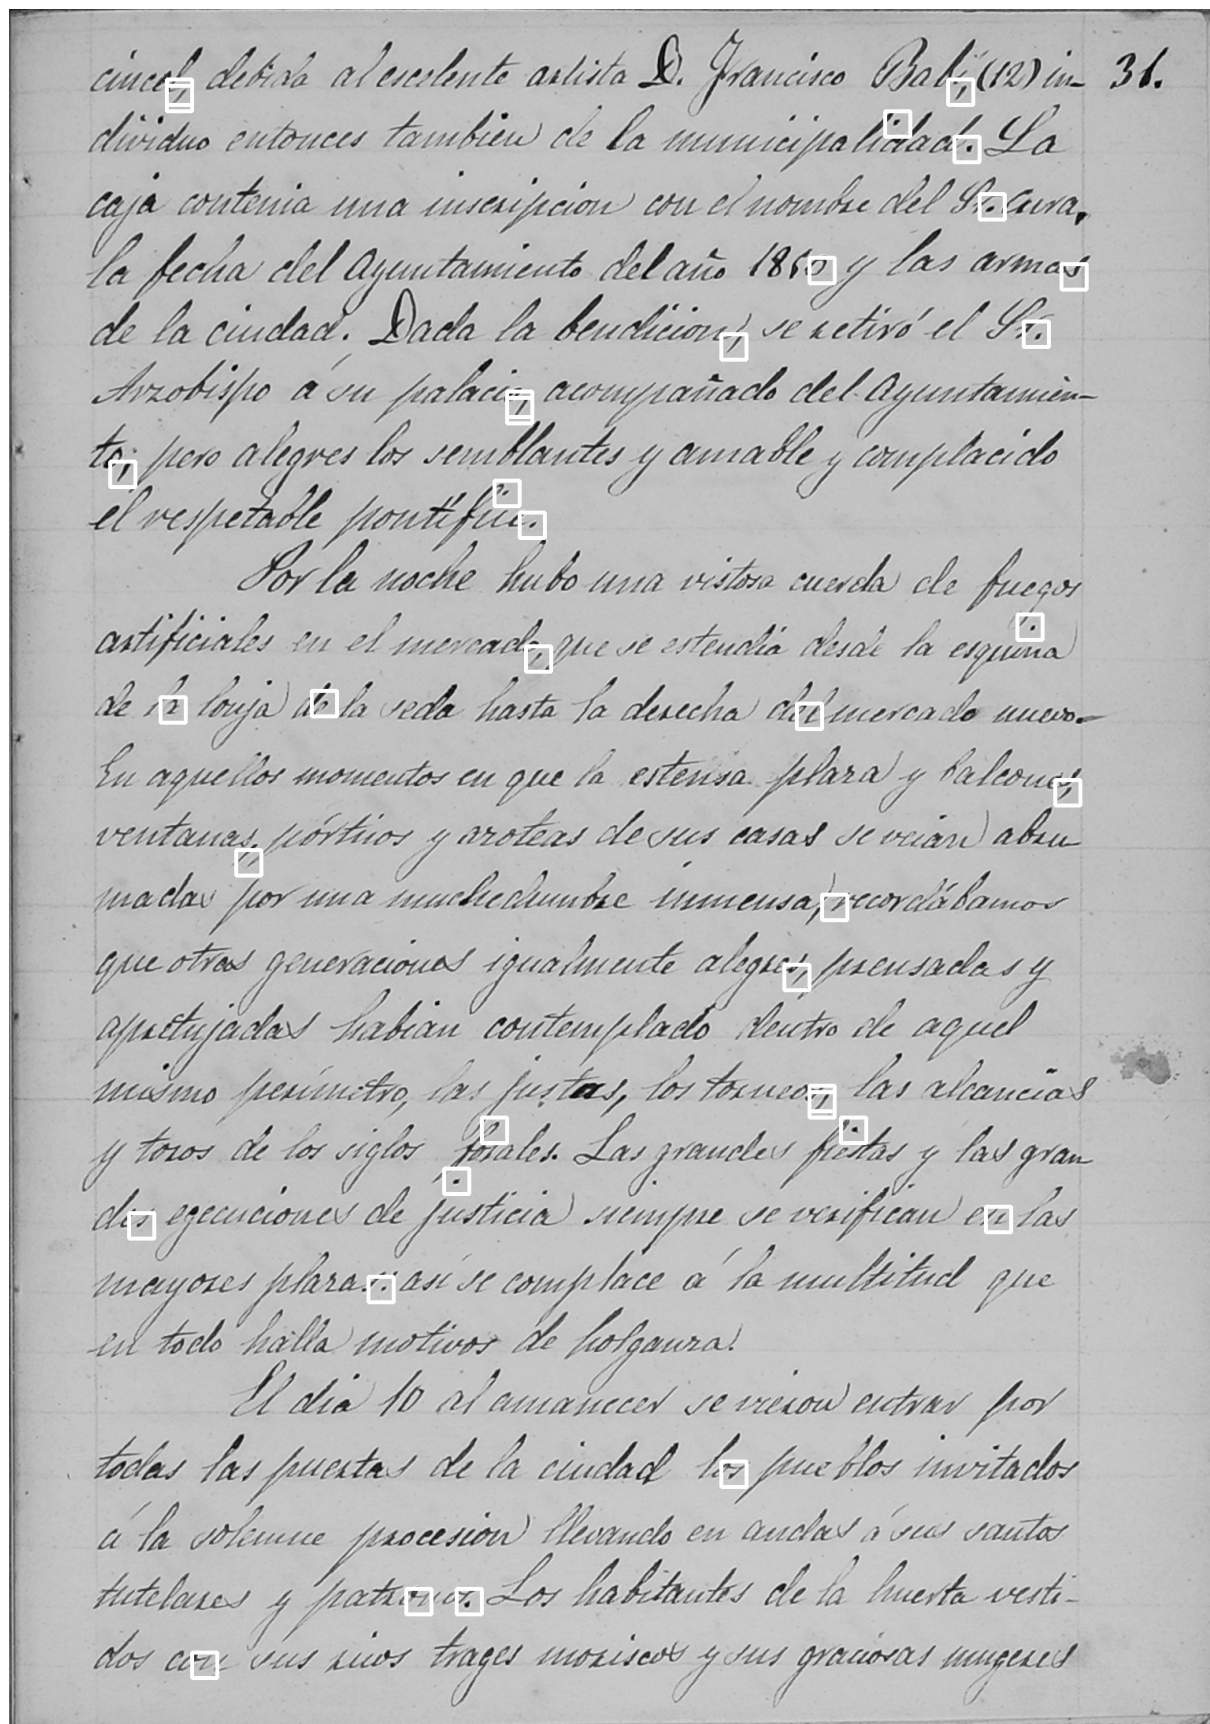 cincel, debida al escelente artista D. Francisco Babí, (12) in- 31.
dividuo entonces tambien de la municipalidad. La
caja contenia una inscripcion con el nombre del Sr. Cura,
la fecha del Ayuntamiento del año 1855 y las armas
de la ciudad. Dada la bendicion, se retiró el Sr.
Arzobispo á su palacio, acompañado del Ayuntamien-
to, pero alegres los semblantes y amable y complacido
el respetable pontífice.
Por la noche hubo una vistosa cuerda de fuegos
artificiales en el mercado, que se estendia desde la esquina
de la lonja de la seda hasta la derecha del mercado nuevo.-
En aquellos momentos en que la estensa plaza y balcones,
ventanas, pórticos y azoteas de sus casas se veian abru
madas por una muchedumbre inmensa, recordábamos
que otras generaciones igualmente alegres, prensadas y
apretujadas habian contemplado dentro de aquel
mismo perímetro, las justas, los torneos, las alcancías
y toros de los siglos forales. Las grandes fiestas y las gran
des egecuciones de justicia siempre se verifican en las
mayores plazas: asi se complace á la multitud que
en todo halla motivos de holganza.
El dia 10 al amanecer se vieron entrar por
todas las puertas de la ciudad los pueblos invitados
á la solemne procesion llevando en andas á sus santos
tutelares y patronos. Los habitantes de la huerta vesti-
dos con sus ricos trages moriscos y sus graciosas mugeres